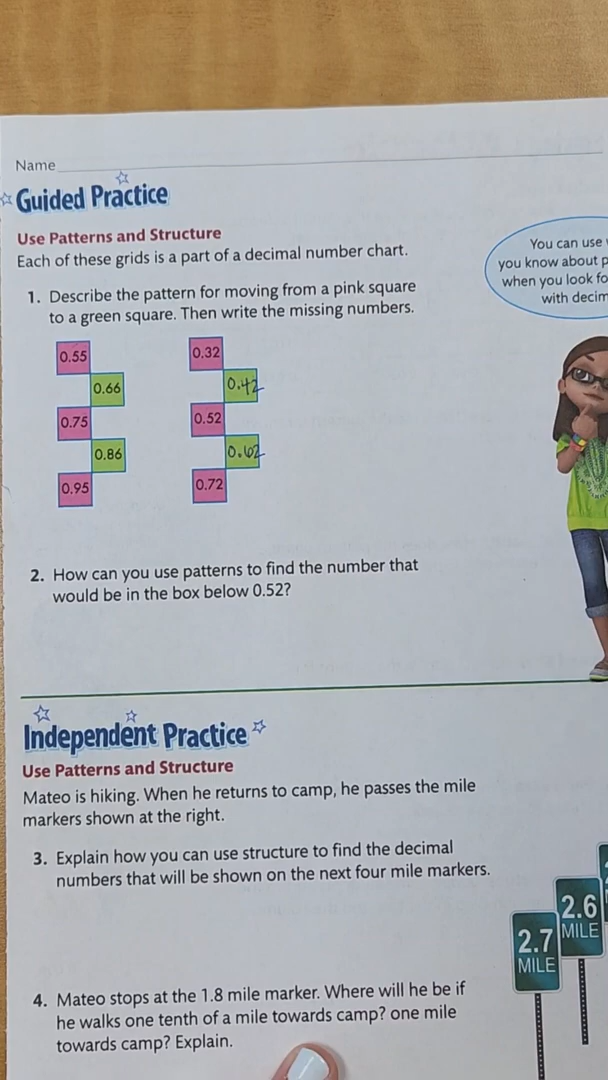 Name
Guided Practice
Use Patterns and Structure
Each of these grids is a part of a decimal number chart.
You can use
you know about p
when you look fo
with decim
1. Describe the pattern for moving from a pink square
to a green square. Then write the missing numbers.
0.55
0.66
0.75
0.86
0.95
0.32
0.42
0.52
0.62
0.72
2. How can you use patterns to find the number that
would be in the box below 0.52?
Independent Practice
Use Patterns and Structure
Mateo is hiking. When he returns to camp, he passes the mile
markers shown at the right.
3. Explain how you can use structure to find the decimal
numbers that will be shown on the next four mile markers.
2.6
MILE
2.7
MILE
4. Mateo stops at the 1.8 mile marker. Where will he be if
he walks one tenth of a mile towards camp? one mile
towards camp? Explain.